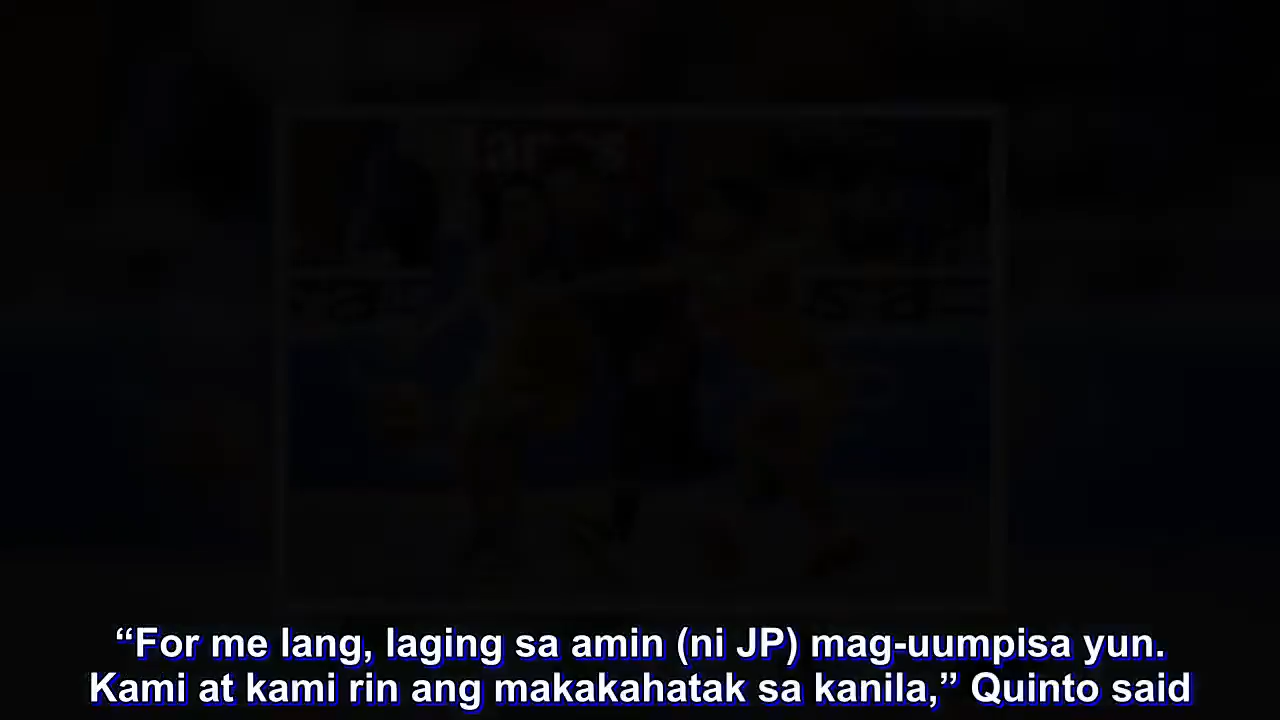 “For me lang, laging sa amin (ni JP) mag-uumpisa yun.
Kami at kami rin ang makakahatak sa kanila,” Quinto said